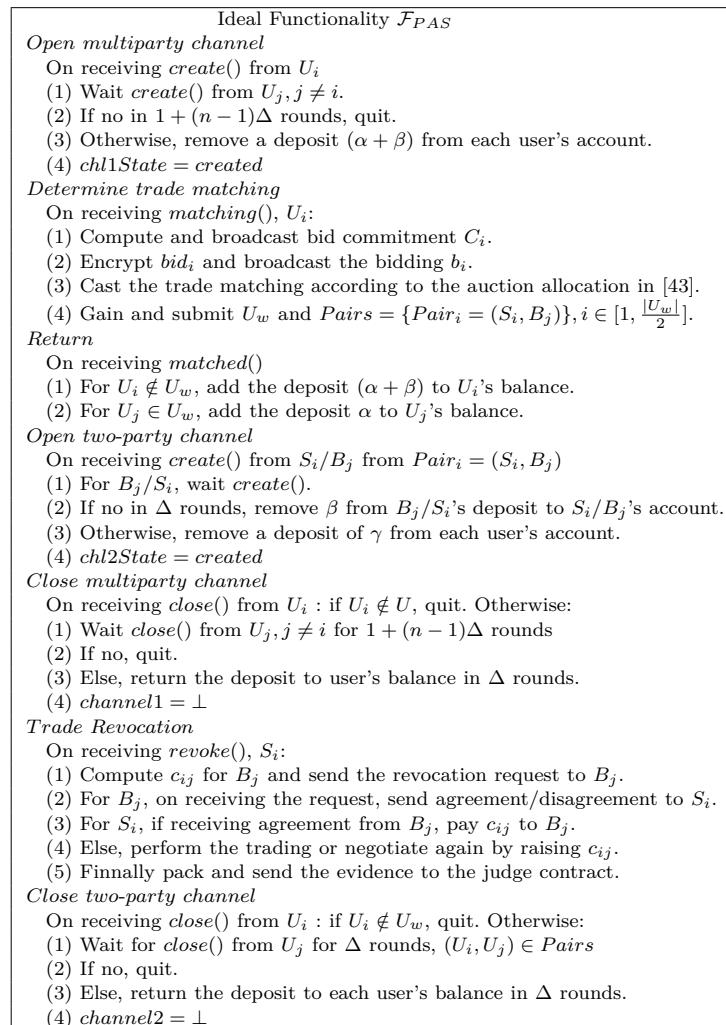 Ideal Functionality $\mathcal{F}_{PAS}$
Open multiparty channel
On receiving create() from $U_i$
(1) Wait create() from $U_j, j \neq i$.
(2) If no in $1 + (n-1)\Delta$ rounds, quit.
(3) Otherwise, remove a deposit $(\alpha + \beta)$ from each user's account.
(4) chl1State = created
Determine trade matching
On receiving matching(), $U_i$:
(1) Compute and broadcast bid commitment $C_i$.
(2) Encrypt $bid_i$ and broadcast the bidding $b_i$.
(3) Cast the trade matching according to the auction allocation in [43].
(4) Gain and submit $U_w$ and $Pairs = \{Pair_i = (S_i, B_j)\}, i \in [1, \frac{|U_w|}{2}]$.
Return
On receiving matched()
(1) For $U_i \notin U_w$, add the deposit $(\alpha + \beta)$ to $U_i$'s balance.
(2) For $U_j \in U_w$, add the deposit $\alpha$ to $U_j$'s balance.
Open two-party channel
On receiving create() from $S_i/B_j$ from $Pair_i = (S_i, B_j)$
(1) For $B_j/S_i$, wait create().
(2) If no in $\Delta$ rounds, remove $\beta$ from $B_j/S_i$'s deposit to $S_i/B_j$'s account.
(3) Otherwise, remove a deposit of $\gamma$ from each user's account.
(4) chl2State = created
Close multiparty channel
On receiving close() from $U_i$ : if $U_i \notin U$, quit. Otherwise:
(1) Wait close() from $U_j, j \neq i$ for $1 + (n-1)\Delta$ rounds
(2) If no, quit.
(3) Else, return the deposit to user's balance in $\Delta$ rounds.
(4) channel1 = $\perp$
Trade Revocation
On receiving revoke(), $S_i$:
(1) Compute $c_{ij}$ for $B_j$ and send the revocation request to $B_j$.
(2) For $B_j$, on receiving the request, send agreement/disagreement to $S_i$.
(3) For $S_i$, if receiving agreement from $B_j$, pay $c_{ij}$ to $B_j$.
(4) Else, perform the trading or negotiate again by raising $c_{ij}$.
(5) Finnally pack and send the evidence to the judge contract.
Close two-party channel
On receiving close() from $U_i$ : if $U_i \notin U_w$, quit. Otherwise:
(1) Wait for close() from $U_j$ for $\Delta$ rounds, $(U_i, U_j) \in Pairs$
(2) If no, quit.
(3) Else, return the deposit to each user's balance in $\Delta$ rounds.
(4) channel2 = $\perp$